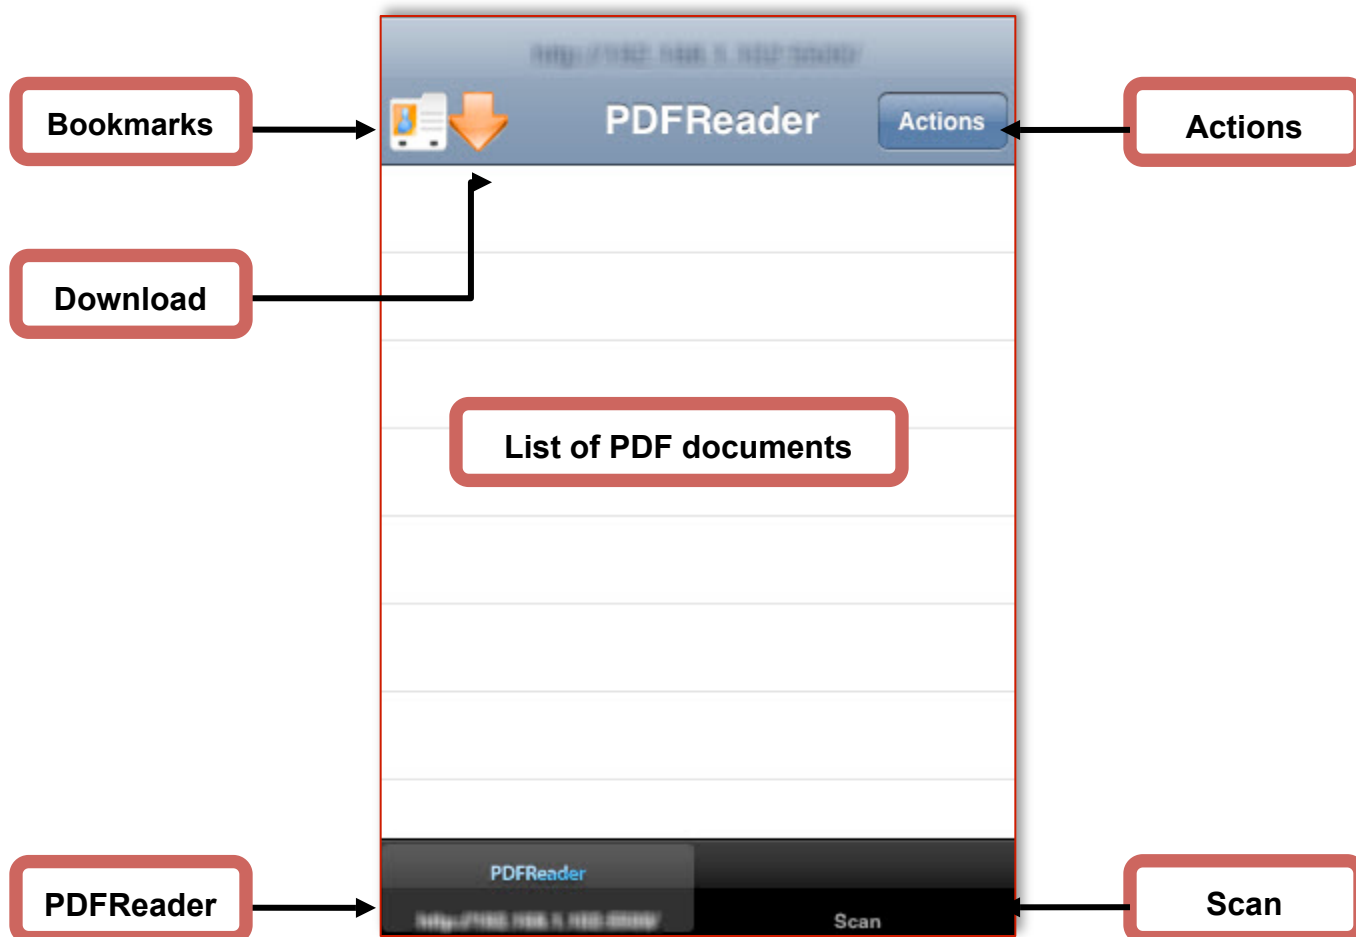 PDFReader
Actions
Bookmarks
Actions
Download
List of PDF documents
PDFReader
PDFReader
Scan
Scan